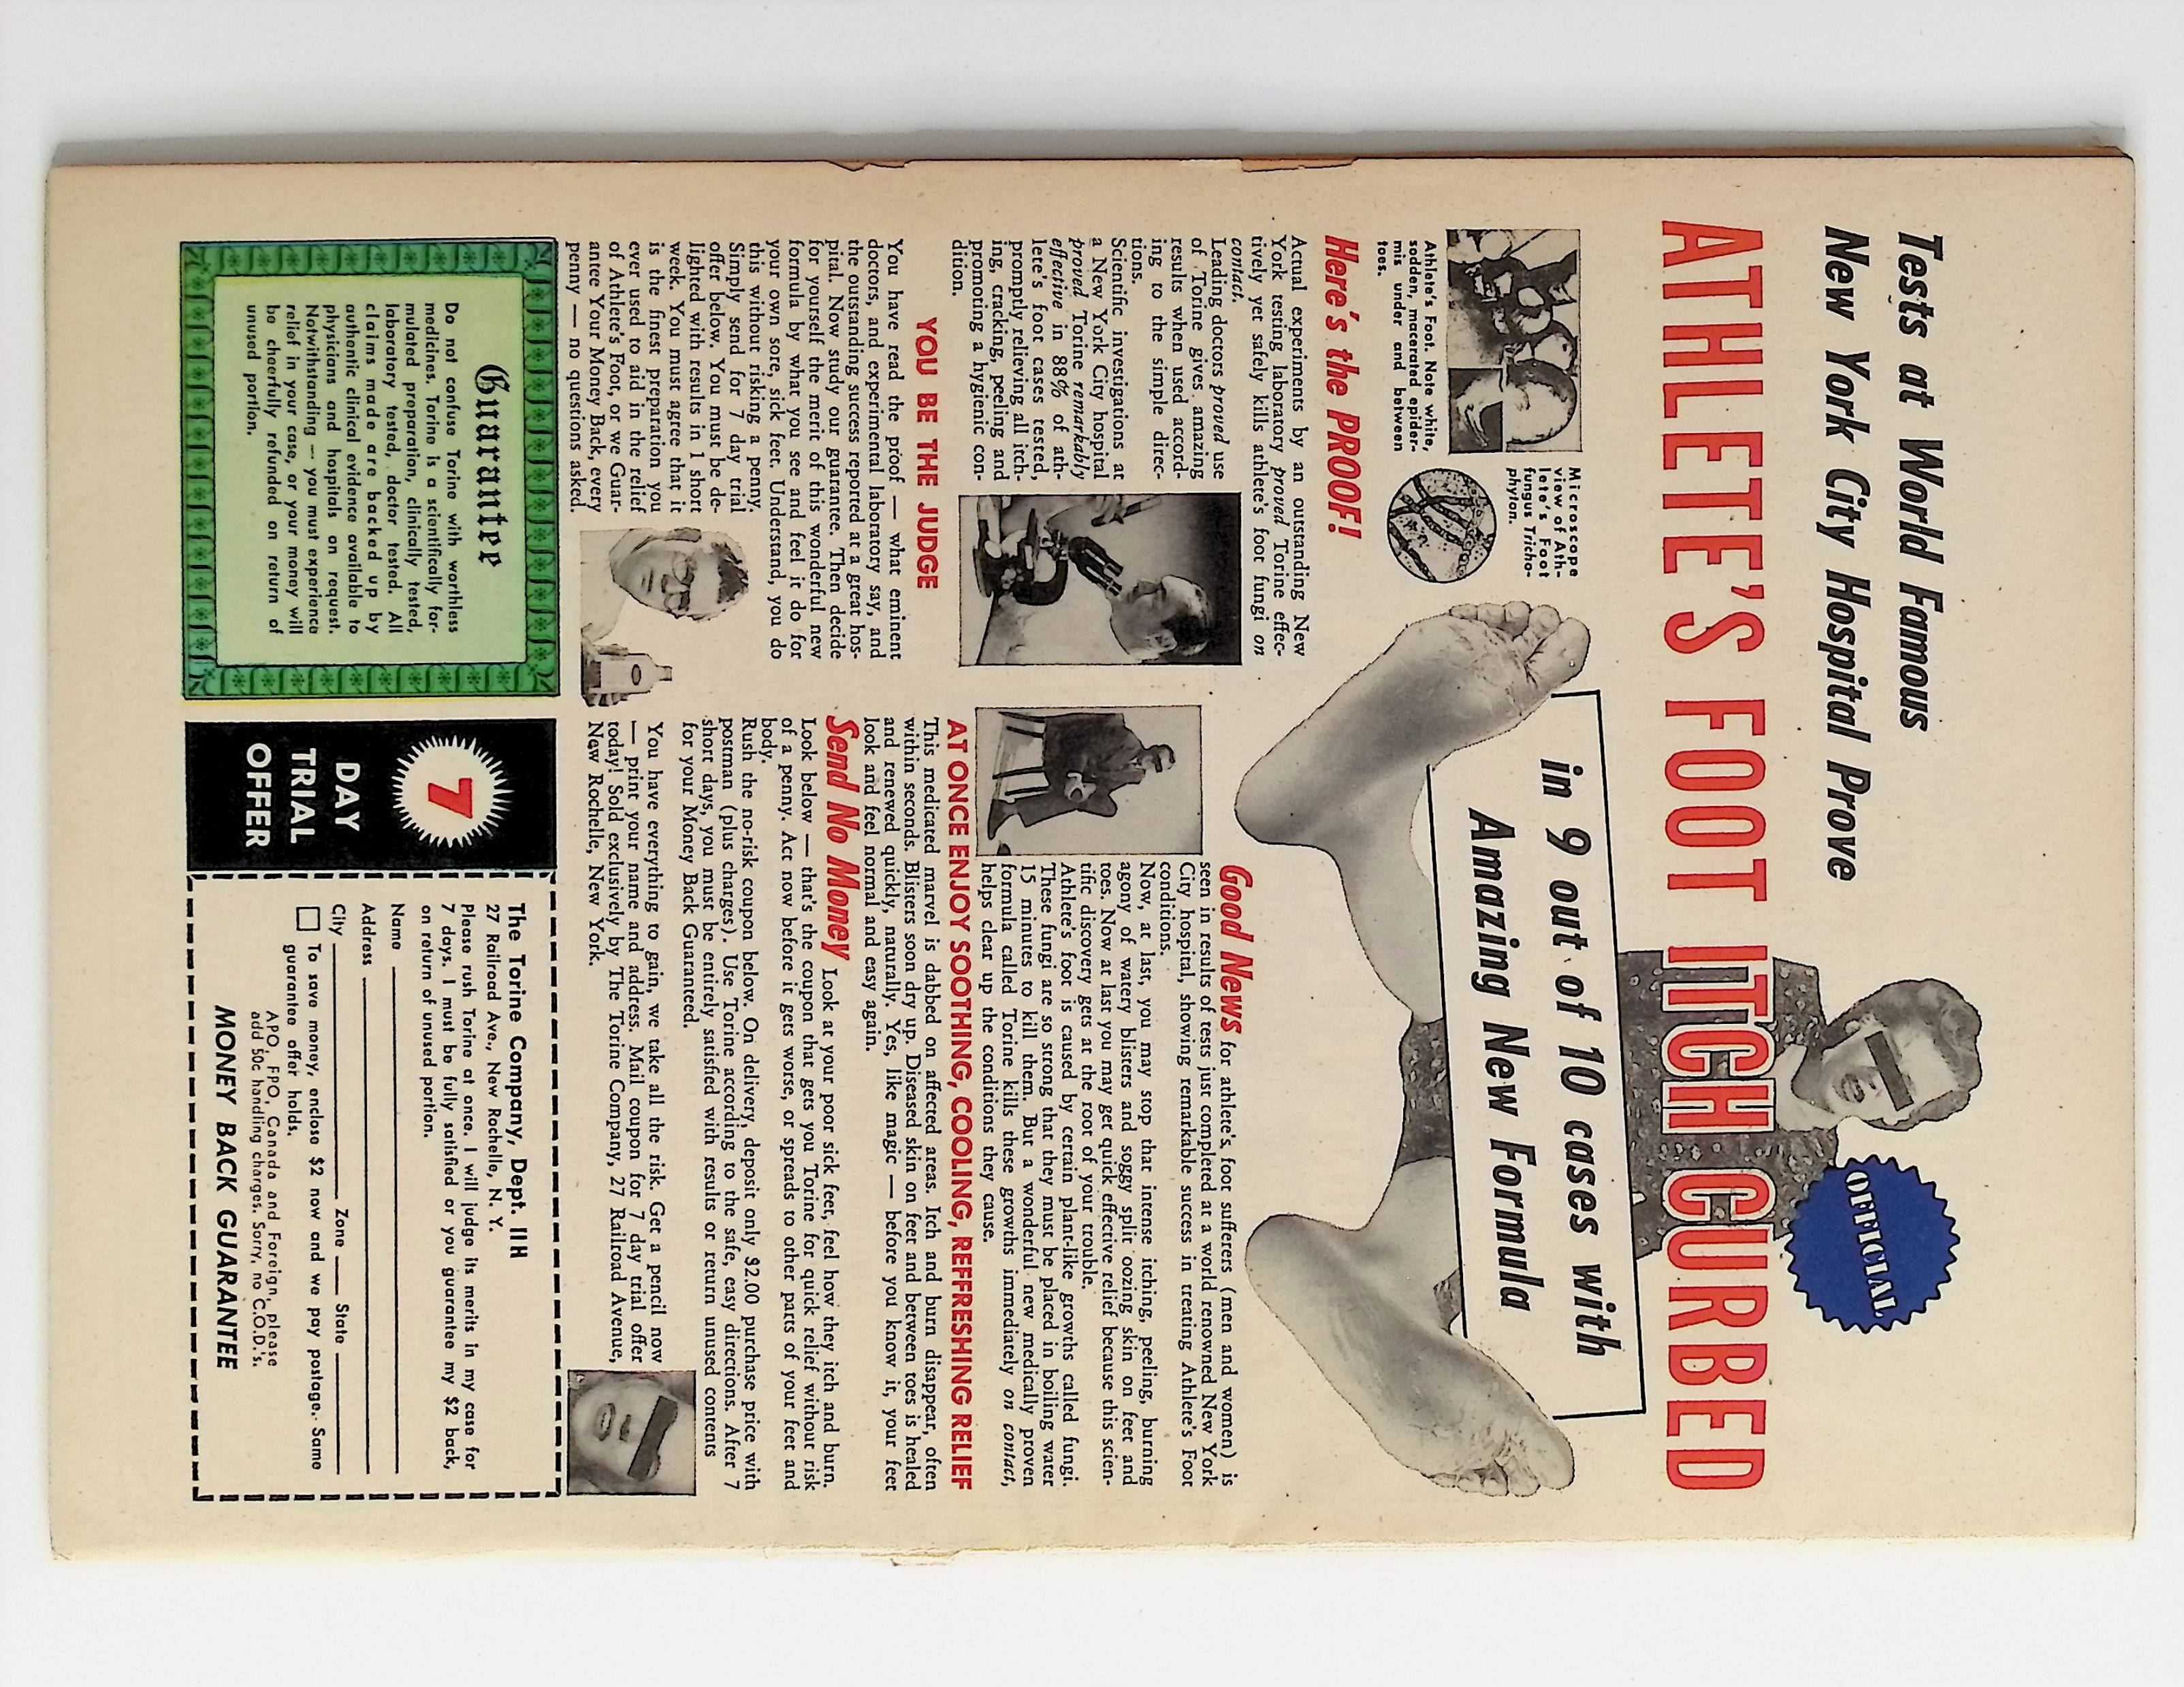 Tests at World Famous
New York City Hospital Prove
OFFICIAL
ATHLETE'S FOOT ITCH CURBED
in 9 out of 10 cases with
Amazing New Formula
Microscope
view of Ath-
lete's Foot
fungus Tricho-
phyton.
Athlete's Foot. Note white,
sodden, macerated epider-
mis under and between
toes.
Here's the PROOF!
Actual experiments by an outstanding New
York testing laboratory proved Torine effec-
tively yet safely kills athlete's foot fungi on
contact.
Leading doctors proved use
of Torine gives amazing
results when used accord-
ing to the simple direc-
tions.
Scientific investigations at
a New York City hospital
proved Torine remarkably
effective in 88% of ath-
lete's foot cases tested,
promptly relieving all itch-
ing, cracking, peeling and
promoting a hygienic con-
dition.
YOU BE THE JUDGE
You have read the proof — what eminent
doctors, and experimental laboratory say, and
the outstanding success reported at a great hos-
pital. Now study our guarantee. Then decide
for yourself the merit of this wonderful new
formula by what you see and feel it do for
your own sore, sick feet. Understand, you do
this without risking a penny.
Simply send for 7 day trial
offer below. You must be de-
lighted with results in 1 short
week. You must agree that it
is the finest preparation you
ever used to aid in the relief
of Athlete's Foot, or we Guar-
antee Your Money Back, every
penny — no questions asked.
Good News for athlete's foot sufferers (men and women) is
seen in results of tests just completed at a world renowned New York
City hospital, showing remarkable success in treating Athlete's Foot
conditions.
Now, at last, you may stop that intense itching, peeling, burning
agony of watery blisters and soggy split oozing skin on feet and
toes. Now at last you may get quick effective relief because this scien-
tific discovery gets at the root of your trouble.
Athlete's foot is caused by certain plant-like growths called fungi.
These fungi are so strong that they must be placed in boiling water
15 minutes to kill them. But a wonderful new medically proven
formula called Torine kills these growths immediately on contact,
helps clear up the conditions they cause.
AT ONCE ENJOY SOOTHING, COOLING, REFRESHING RELIEF
This medicated marvel is dabbed on affected areas. Itch and burn disappear, often
within seconds. Blisters soon dry up. Diseased skin on feet and between toes is healed
and renewed quickly, naturally. Yes, like magic — before you know it, your feet
look and feel normal and easy again.
Send No Money Look at your poor sick feet, feel how they itch and burn.
Look below — that's the coupon that gets you Torine for quick relief without risk
of a penny. Act now before it gets worse, or spreads to other parts of your feet and
body.
Rush the no-risk coupon below. On delivery, deposit only $2.00 purchase price with
postman (plus charges). Use Torine according to the safe, easy directions. After 7
short days, you must be entirely satisfied with results or return unused contents
for your Money Back Guaranteed.
You have everything to gain, we take all the risk. Get a pencil now
— print your name and address. Mail coupon for 7 day trial offer
today! Sold exclusively by The Torine Company, 27 Railroad Avenue,
New Rochelle, New York.
Guarantee
Do not confuse Torine with worthless
medicines. Torine is a scientifically for-
mulated preparation, clinically tested,
laboratory tested, doctor tested. All
claims made are backed up by
authentic clinical evidence available to
physicians and hospitals on request.
Notwithstanding — you must experience
relief in your case, or your money will
be cheerfully refunded on return of
unused portion.
7
DAY
TRIAL
OFFER
The Torine Company, Dept. 11H
27 Railroad Ave., New Rochelle, N. Y.
Please rush Torine at once. I will judge its merits in my case for
7 days. I must be fully satisfied or you guarantee my $2 back,
on return of unused portion.
Name
Address
City Zone State
To save money, enclose $2 now and we pay postage. Same
guarantee offer holds.
APO, FPO, Canada and Foreign, please
add 50c handling charges. Sorry, no C.O.D.'s.
MONEY BACK GUARANTEE